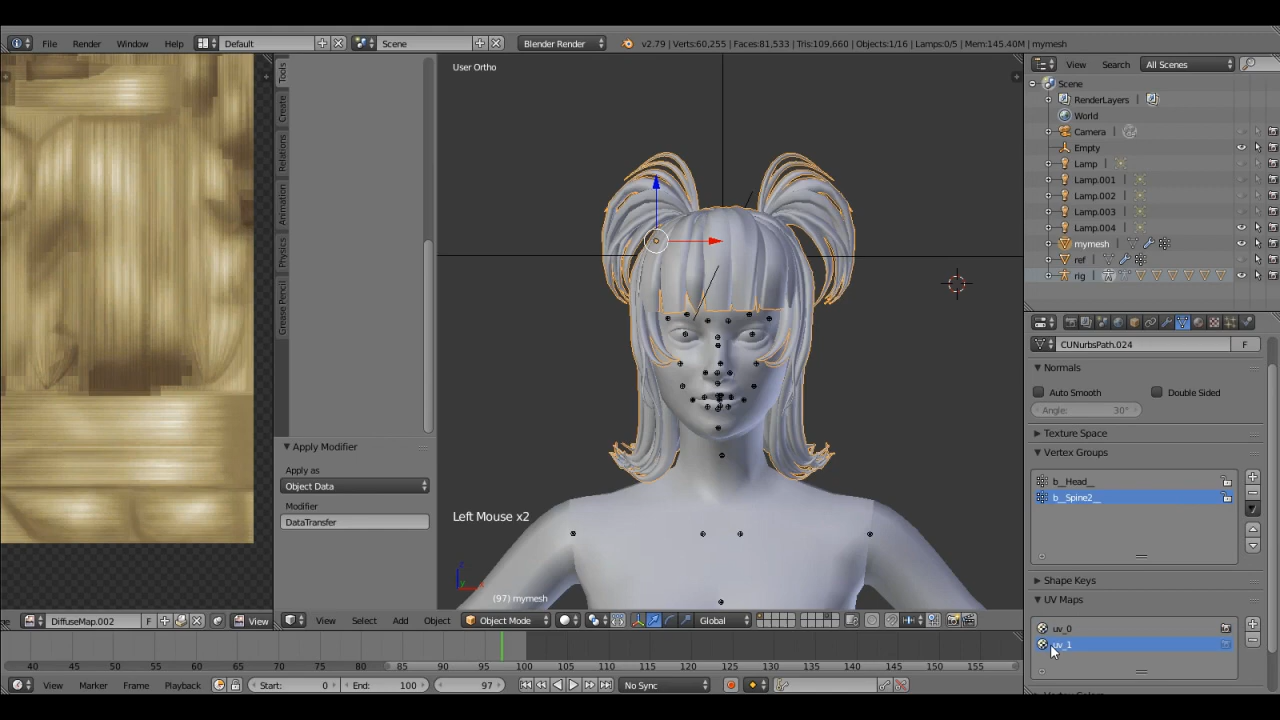 File Render Window Help Default Scene Blender Render v2.79 | Verts:60,255 | Faces:81,533 | Tris:109,660 | Objects:1/16 | Lamps:0/5 | Mem:145.40M | mymesh
User Ortho
View Search All Scenes
Scene
RenderLayers
World
Camera
Empty
Lamp
Lamp.001
Lamp.002
Lamp.003
Lamp.004
mymesh
ref
rig
Tools
Create
Relations
Animation
Physics
Grease Pencil
CUNurbsPath.024 F
Normals
Auto Smooth Double Sided
Angle: 30°
Texture Space
Vertex Groups
b__Head__
b__Spine2__
Shape Keys
UV Maps
uv_0
uv_1
Apply Modifier
Apply as
Object Data
Modifier
DataTransfer
Left Mouse x2
(97) mymesh
DiffuseMap.002 F View
View Select Add Object Object Mode Global
40 45 50 55 60 65 70 75 80 85 90 95 100 105 110 115 120 125 130 135 140 145 150 155
View Marker Frame Playback Start: 0 End: 100 97 No Sync